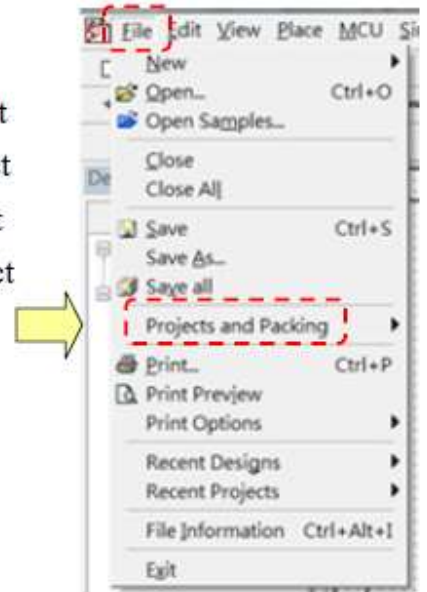 File Edit View Place MCU
New
Open... Ctrl+O
Open Samples...
Close
Close All
Save Ctrl+S
Save As...
Save all
Projects and Packing
Print... Ctrl+P
Print Preview
Print Options
Recent Designs
Recent Projects
File Information Ctrl+Alt+I
Exit